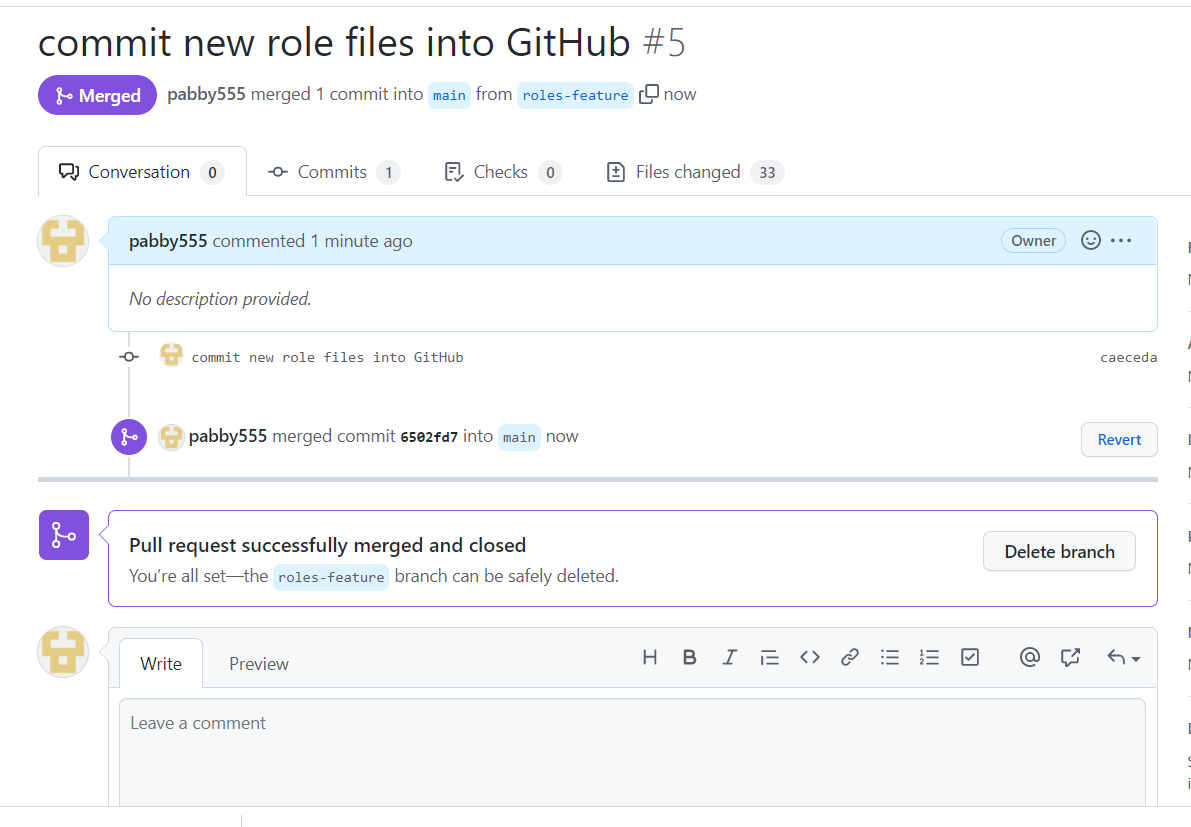 commit new role files into GitHub #5
Merged pabby555 merged 1 commit into main from roles-feature now
Conversation 0 Commits 1 Checks 0 Files changed 33
pabby555 commented 1 minute ago Owner
No description provided.
commit new role files into GitHub caeceda
pabby555 merged commit 6502fd7 into main now Revert
Pull request successfully merged and closed Delete branch
You’re all set—the roles-feature branch can be safely deleted.
Write Preview
Leave a comment